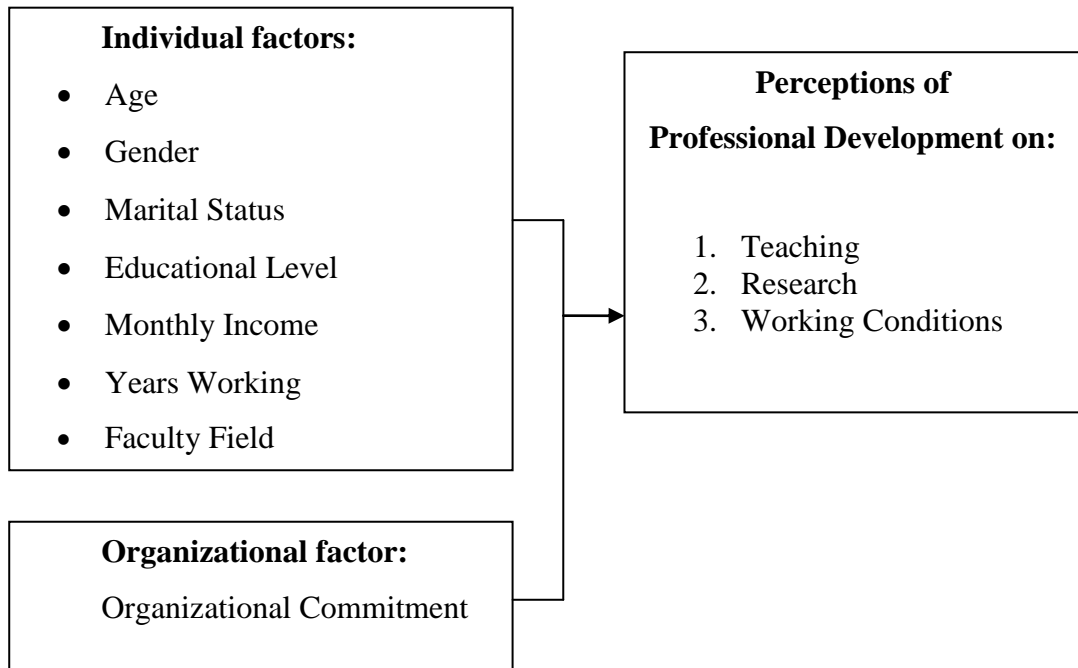 Individual factors:
• Age
• Gender
• Marital Status
• Educational Level
• Monthly Income
• Years Working
• Faculty Field
Organizational factor:
Organizational Commitment
Perceptions of
Professional Development on:
1. Teaching
2. Research
3. Working Conditions